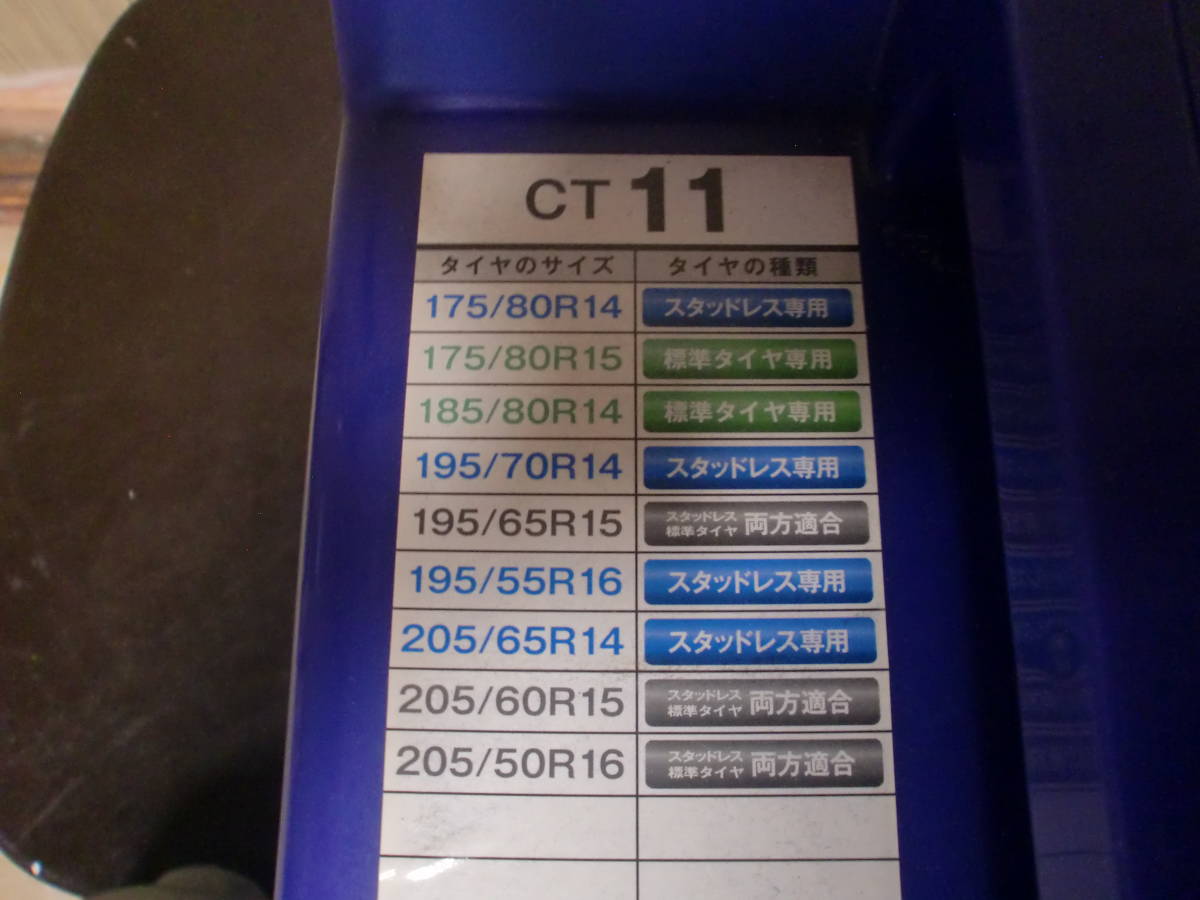 CT 11
タイヤのサイズ タイヤの種類
175/80R14 スタッドレス専用
175/80R15 標準タイヤ専用
185/80R14 標準タイヤ専用
195/70R14 スタッドレス専用
195/65R15 スタッドレス 標準タイヤ 両方適合
195/55R16 スタッドレス専用
205/65R14 スタッドレス専用
205/60R15 スタッドレス 標準タイヤ 両方適合
205/50R16 スタッドレス 標準タイヤ 両方適合